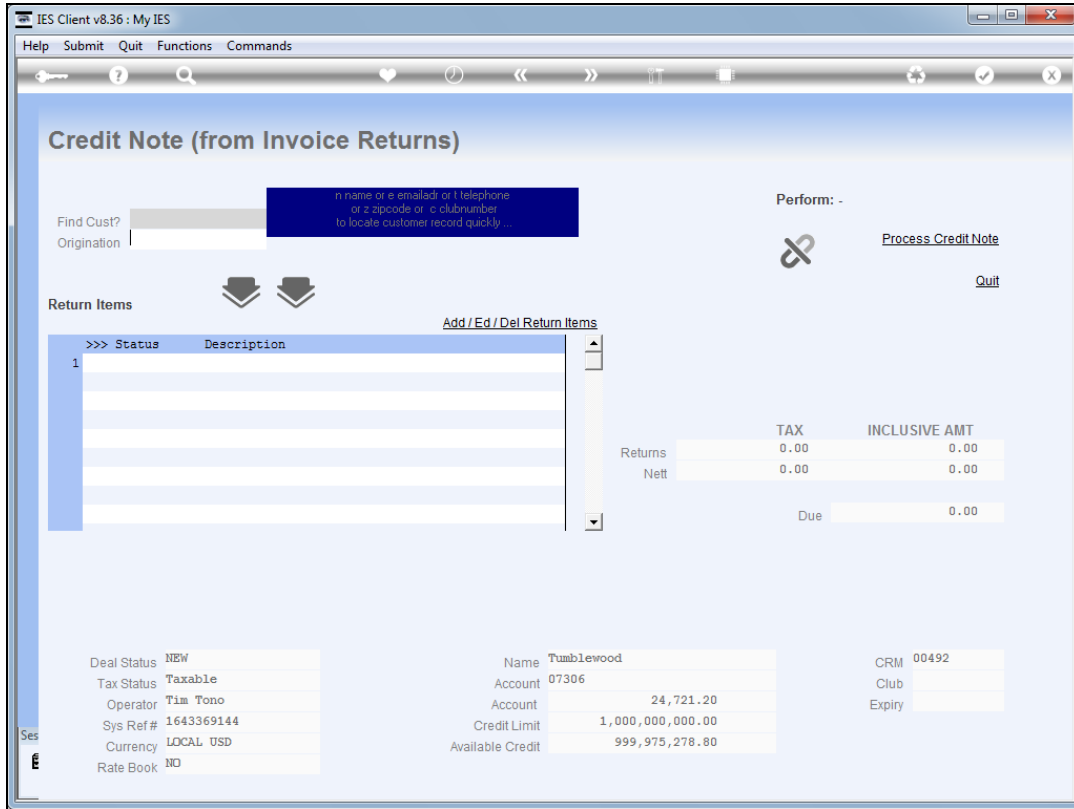 IES Client v8.36 : My IES
Help Submit Quit Functions Commands
Credit Note (from Invoice Returns)
n name or e emailadr or t telephone
or z zipcode or c clubnumber
to locate customer record quickly ...
Find Cust?
Origination
Perform: -
Process Credit Note
Quit
Return Items
Add / Ed / Del Return Items
>>> Status Description
1
TAX INCLUSIVE AMT
Returns 0.00 0.00
Nett 0.00 0.00
Due 0.00
Deal Status NEW
Tax Status Taxable
Operator Tim Tono
Sys Ref # 1643369144
Currency LOCAL USD
Rate Book NO
Name Tumblewood
Account 07306
Account 24,721.20
Credit Limit 1,000,000,000.00
Available Credit 999,975,278.80
CRM 00492
Club
Expiry
Ses